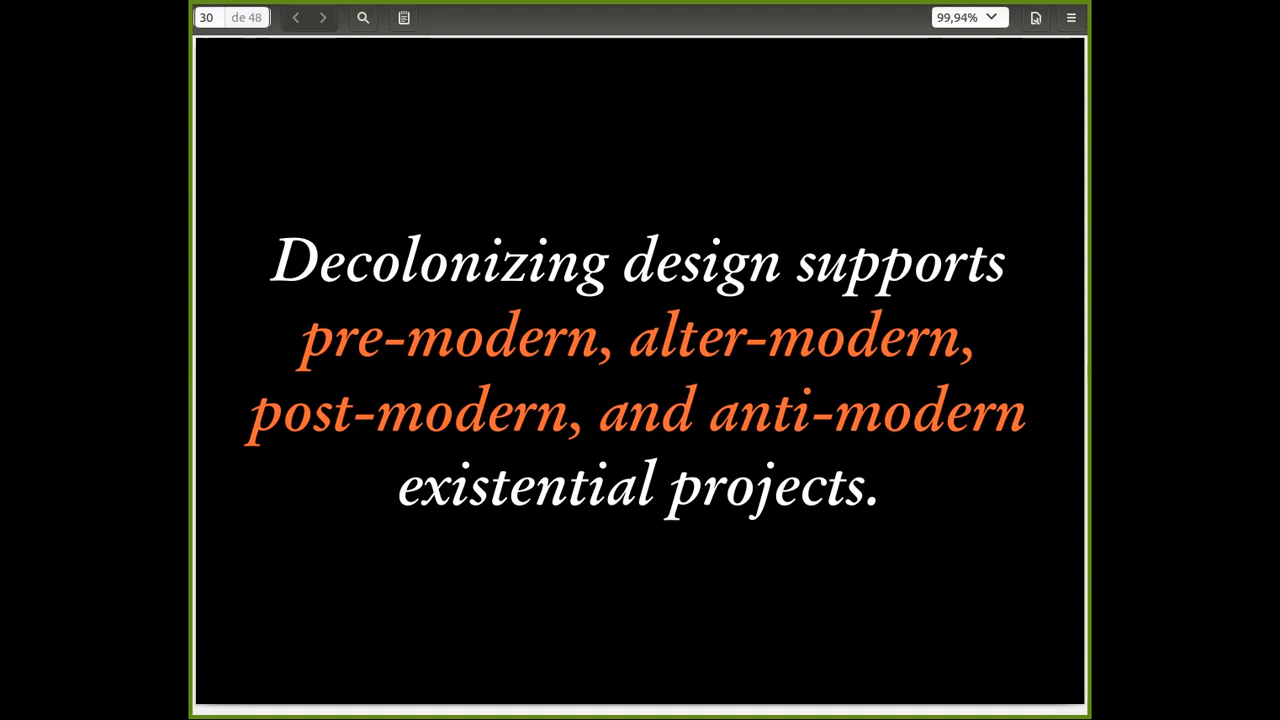 30 de 48 99,94%
Decolonizing design supports
pre-modern, alter-modern,
post-modern, and anti-modern
existential projects.